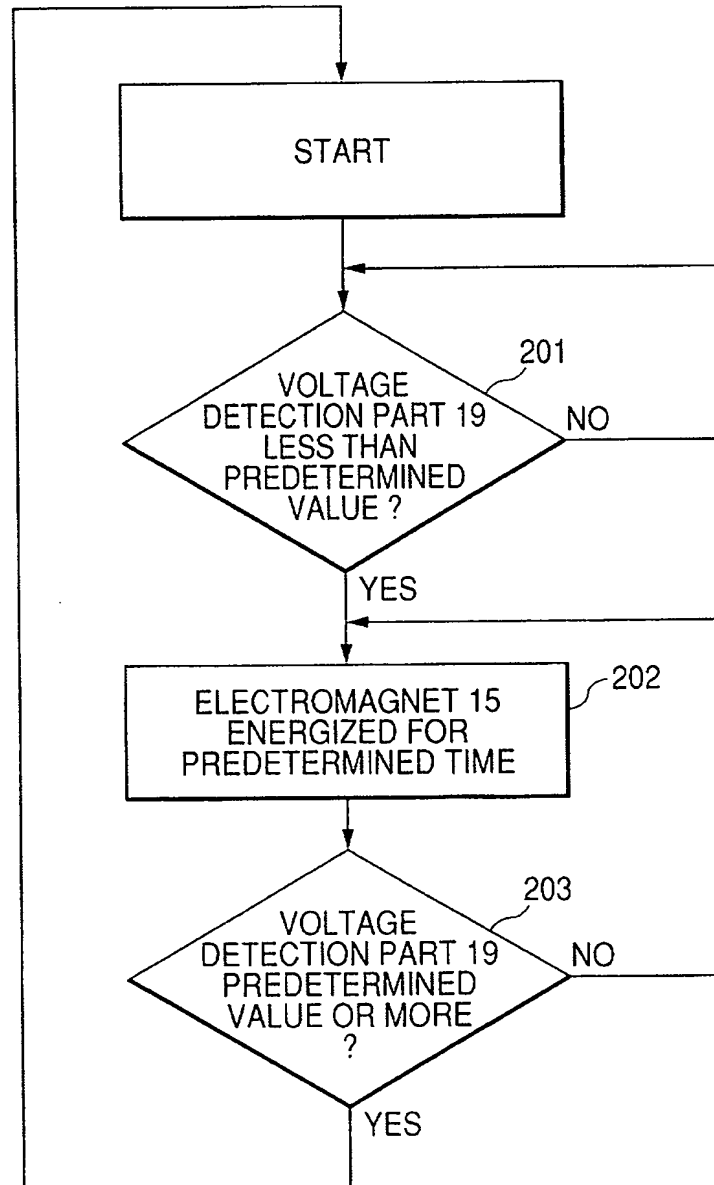 START
201
VOLTAGE
DETECTION PART 19
LESS THAN
PREDETERMINED
VALUE ?
NO
YES
202
ELECTROMAGNET 15
ENERGIZED FOR
PREDETERMINED TIME
203
VOLTAGE
DETECTION PART 19
PREDETERMINED
VALUE OR MORE
?
NO
YES